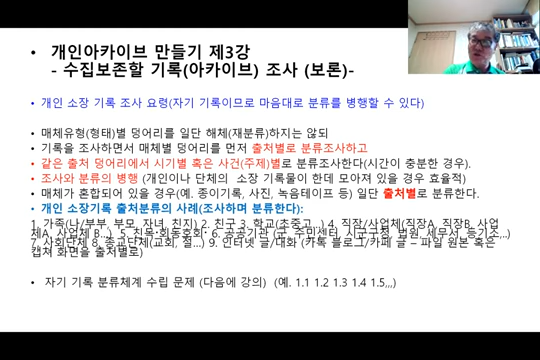 • 개인아카이브 만들기 제3강
- 수집보존할 기록(아카이브) 조사 (보론)-
• 개인 소장 기록 조사 요령(자기 기록이므로 마음대로 분류를 병행할 수 있다)
• 매체유형(형태)별 덩어리를 일단 해체(재분류)하지는 않되
• 기록을 조사하면서 매체별 덩어리를 먼저 출처별로 분류조사하고
• 같은 출처 덩어리에서 시기별 혹은 사건(주제)별로 분류조사한다(시간이 충분한 경우).
• 조사와 분류의 병행 (개인이나 단체의 소장 기록물이 한데 모아져 있을 경우 효율적)
• 매체가 혼합되어 있을 경우(예. 종이기록, 사진, 녹음테이프 등) 일단 출처별로 분류한다.
• 개인 소장기록 출처분류의 사례(조사하며 분류한다):
1. 가족(나/부부, 부모, 자녀, 친지) 2. 친구 3. 학교(초중고...) 4. 직장/사업체(직장A, 직장B, 사업
체A, 사업체 B...) 5. 친목·회동호회 6. 공공기관 (군, 주민센터, 시군구청, 법원, 세무서, 등기소,..)
7. 사회단체 8. 종교단체(교회, 절...) 9. 인터넷 글/대화 (카톡 블로그/카페 글 – 파일 원본 혹은
캡쳐 화면을 출처별로)
• 자기 기록 분류체계 수립 문제 (다음에 강의) (예. 1.1 1.2 1.3 1.4 1.5,,,)